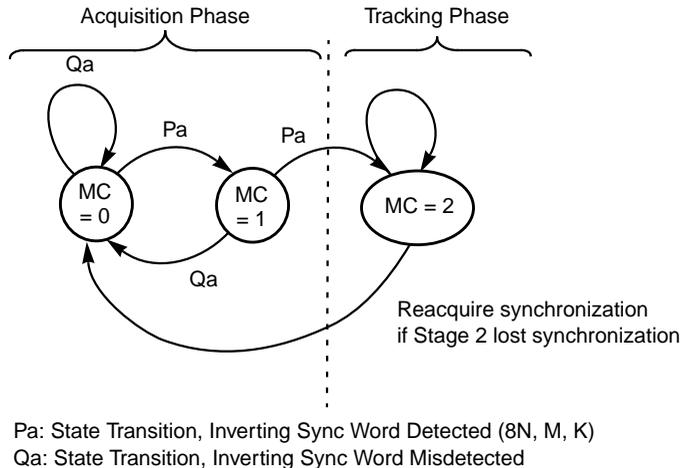 Acquisition Phase
Tracking Phase
Qa
Pa
Pa
MC
= 0
MC
= 1
MC = 2
Qa
Reacquire synchronization
if Stage 2 lost synchronization
Pa: State Transition, Inverting Sync Word Detected (8N, M, K)
Qa: State Transition, Inverting Sync Word Misdetected